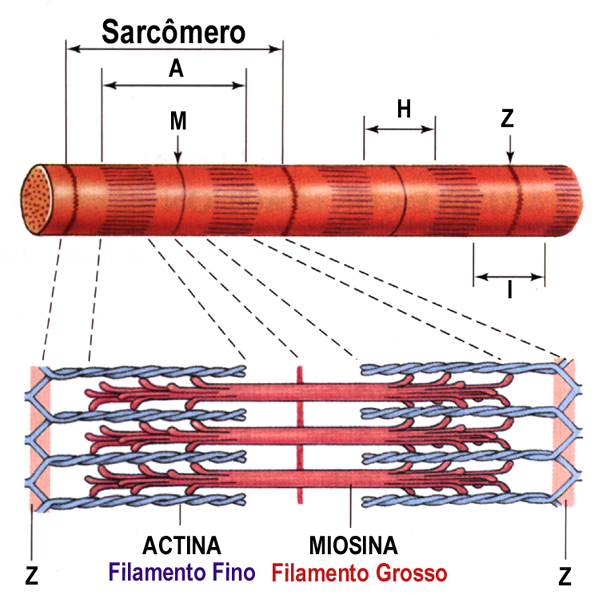 Sarcômero
A
M
H
Z
I
ACTINA
Filamento Fino
MIOSINA
Filamento Grosso
Z
Z